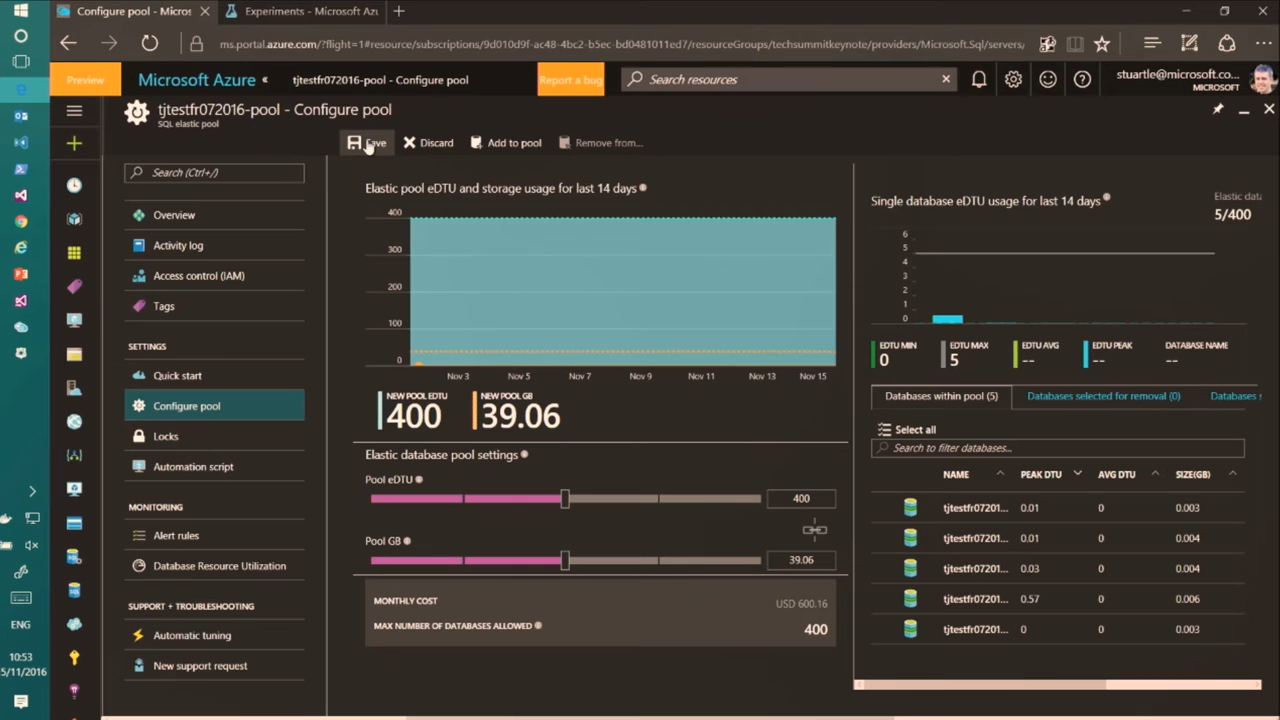 Configure pool - Micros
Experiments - Microsoft Azu
ms.portal.azure.com/?flight=1#resource/subscriptions/9d010d9f-ac48-4bc2-b5ec-bd0481011ed7/resourceGroups/techsummitkeynote/providers/Microsoft.Sql/servers/
Preview
Microsoft Azure
tjtestfr072016-pool - Configure pool
Report a bug
Search resources
stuartle@microsoft.co...
MICROSOFT
tjtestfr072016-pool - Configure pool
SQL elastic pool
Save
Discard
Add to pool
Remove from...
Search (Ctrl+/)
Overview
Activity log
Access control (IAM)
Tags
SETTINGS
Quick start
Configure pool
Locks
Automation script
MONITORING
Alert rules
Database Resource Utilization
SUPPORT + TROUBLESHOOTING
Automatic tuning
New support request
Elastic pool eDTU and storage usage for last 14 days
400
300
200
100
0
Nov 3
Nov 5
Nov 7
Nov 9
Nov 11
Nov 13
Nov 15
NEW POOL EDTU
400
NEW POOL GB
39.06
Elastic database pool settings
Pool eDTU
400
Pool GB
39.06
MONTHLY COST
USD 600.16
MAX NUMBER OF DATABASES ALLOWED
400
Single database eDTU usage for last 14 days
Elastic data
5/400
6
5
4
3
2
1
0
EDTU MIN
0
EDTU MAX
5
EDTU AVG
--
EDTU PEAK
--
DATABASE NAME
--
Databases within pool (5)
Databases selected for removal (0)
Databases s
Select all
Search to filter databases...
NAME PEAK DTU AVG DTU SIZE(GB)
tjtestfr07201... 0.01 0 0.003
tjtestfr07201... 0.01 0 0.004
tjtestfr07201... 0.03 0 0.004
tjtestfr07201... 0.57 0 0.006
tjtestfr07201... 0 0 0.003
ENG
10:53
5/11/2016